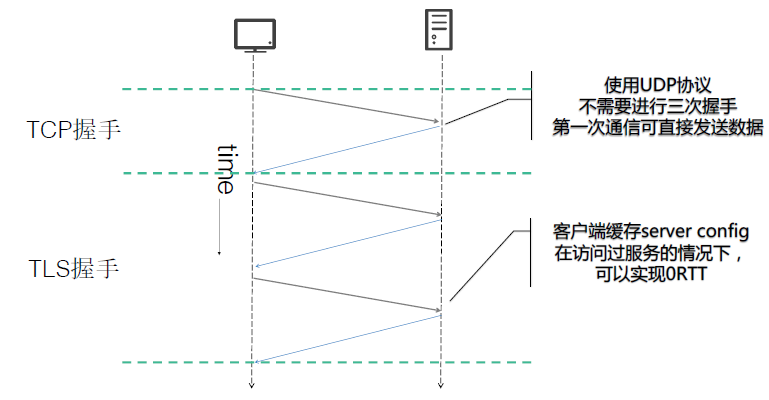 使用UDP协议
不需要进行三次握手
第一次通信可直接发送数据
TCP握手
time
客户端缓存server config
在访问过服务的情况下，
可以实现0RTT
TLS握手